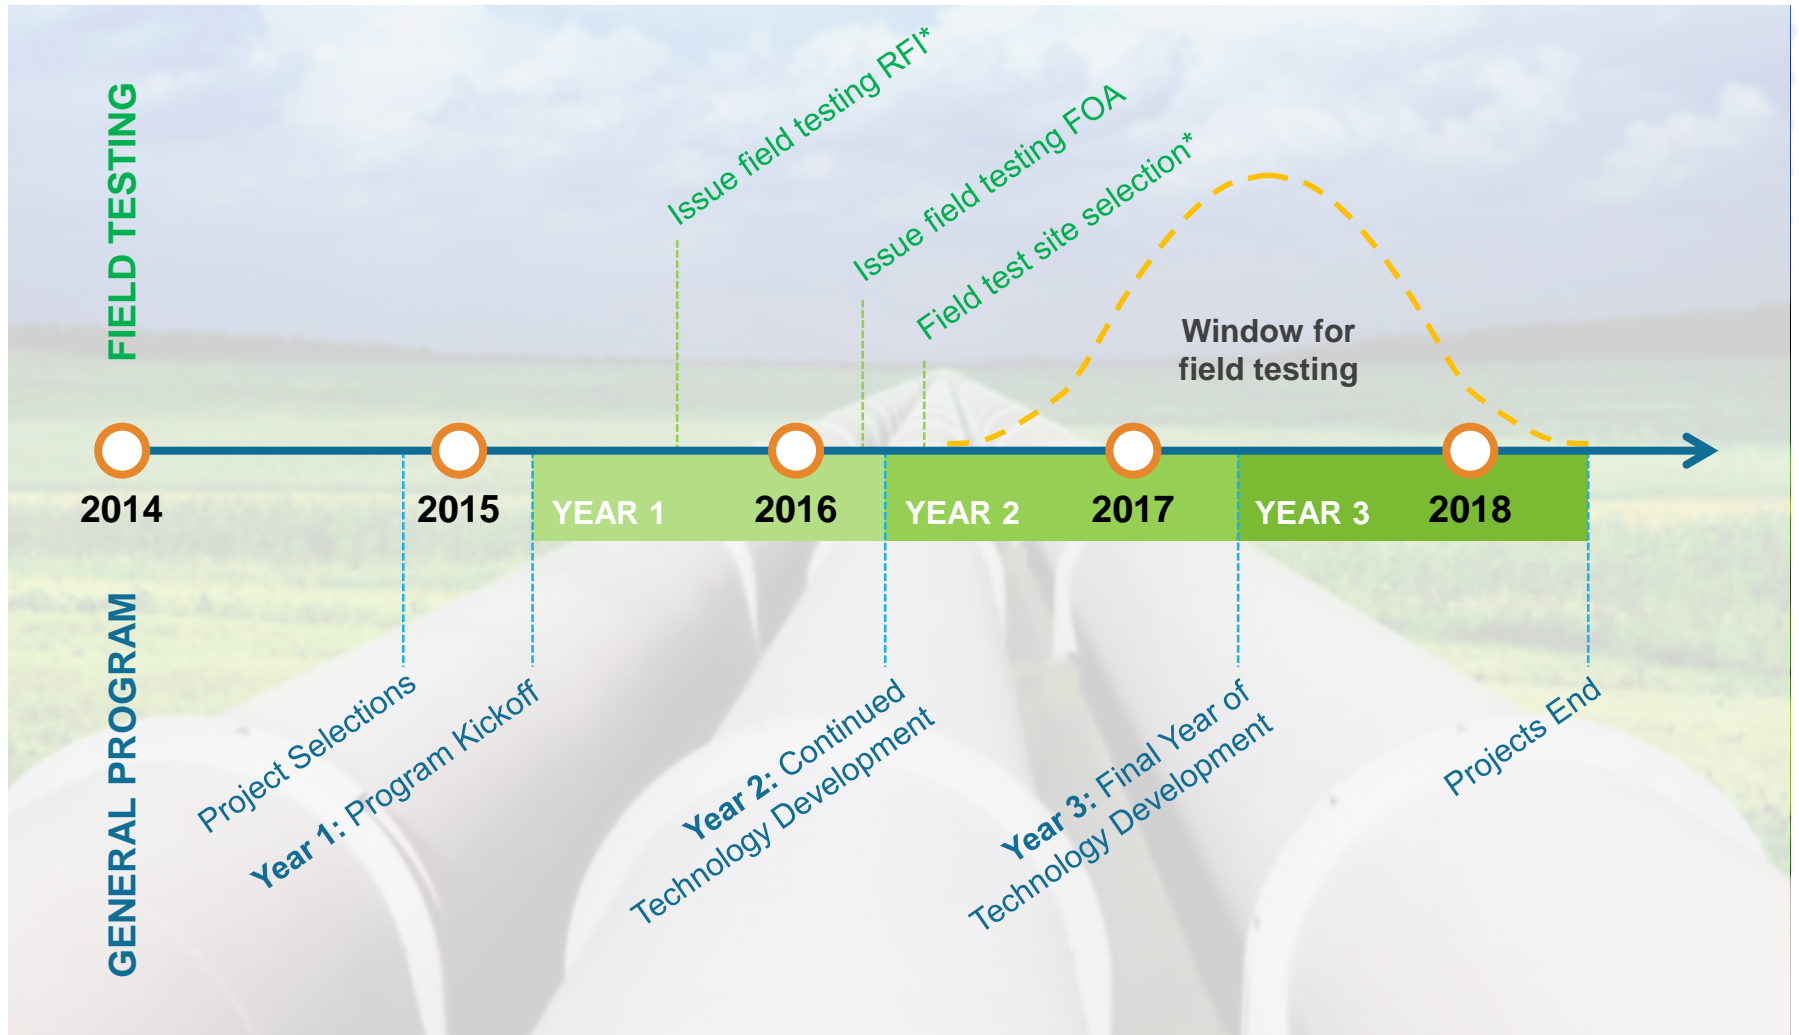 FIELD TESTING
Issue field testing RFI*
Issue field testing FOA
Field test site selection*
Window for
field testing
2014
2015
YEAR 1
2016
YEAR 2
2017
YEAR 3
2018
GENERAL PROGRAM
Project Selections
Year 1: Program Kickoff
Year 2: Continued
Technology Development
Year 3: Final Year of
Technology Development
Projects End